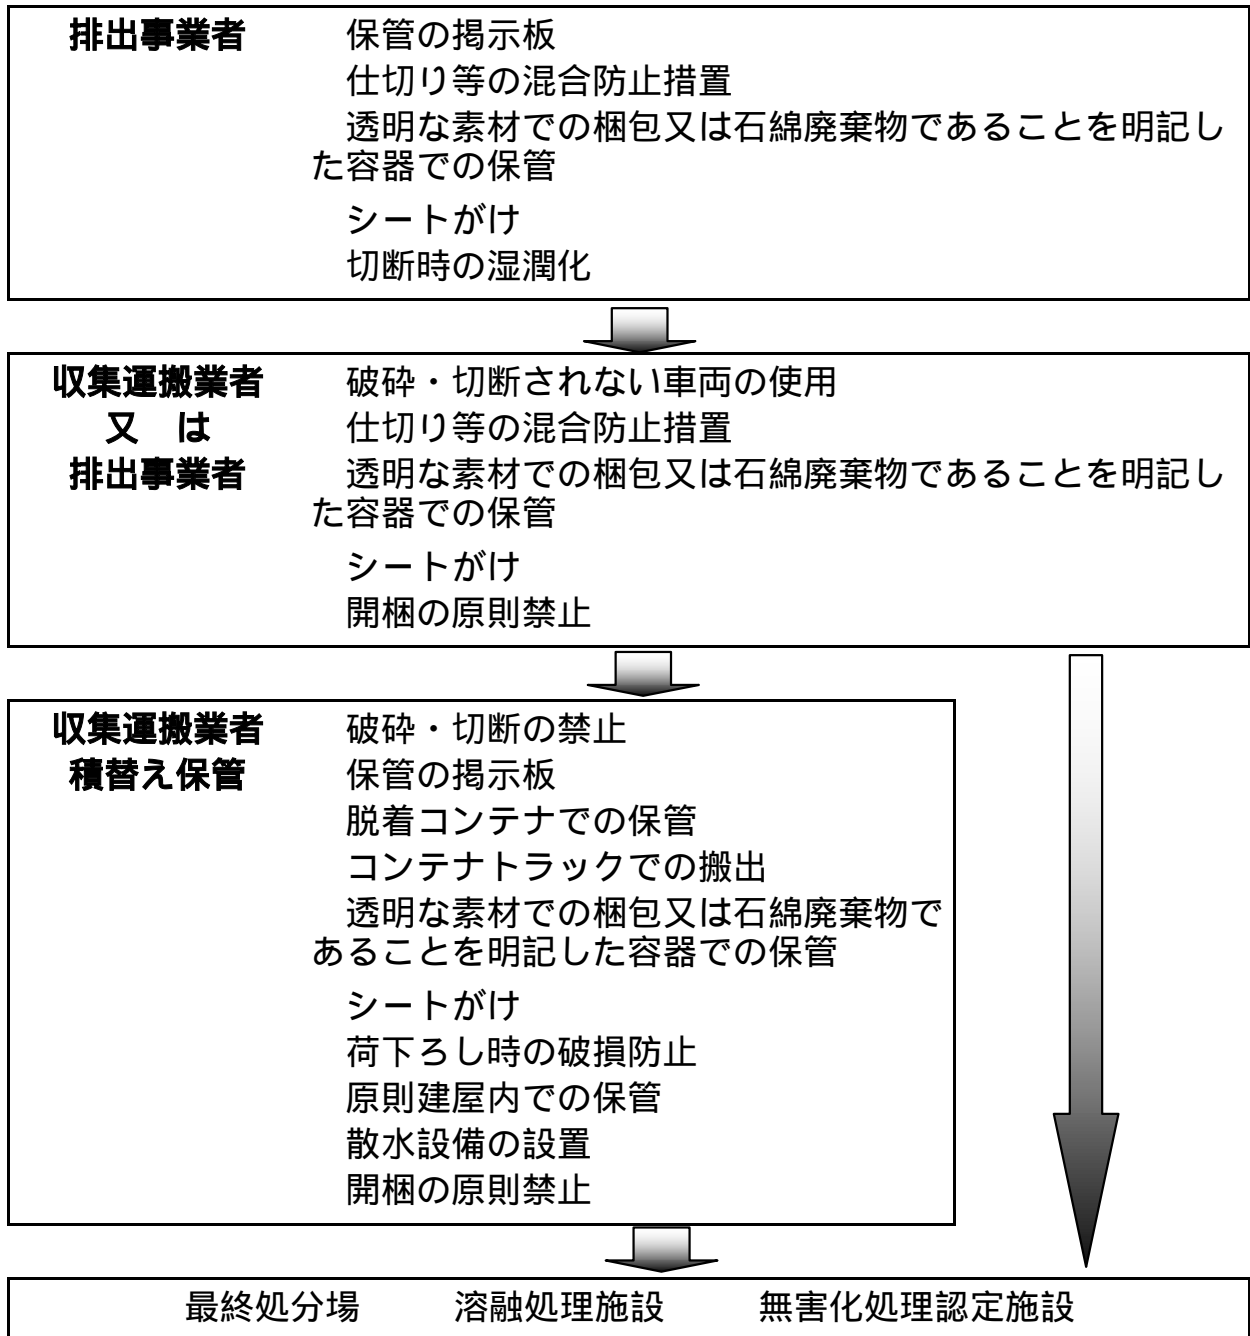 排出事業者　　保管の掲示板
仕切り等の混合防止措置
透明な素材での梱包又は石綿廃棄物であることを明記し
た容器での保管
シートがけ
切断時の湿潤化
収集運搬業者　　破砕・切断されない車両の使用
又　は　　仕切り等の混合防止措置
排出事業者　　透明な素材での梱包又は石綿廃棄物であることを明記し
た容器での保管
シートがけ
開梱の原則禁止
収集運搬業者　　破砕・切断の禁止
積替え保管　　保管の掲示板
脱着コンテナでの保管
コンテナトラックでの搬出
透明な素材での梱包又は石綿廃棄物で
あることを明記した容器での保管
シートがけ
荷下ろし時の破損防止
原則建屋内での保管
散水設備の設置
開梱の原則禁止
最終処分場　　溶融処理施設　　無害化処理認定施設